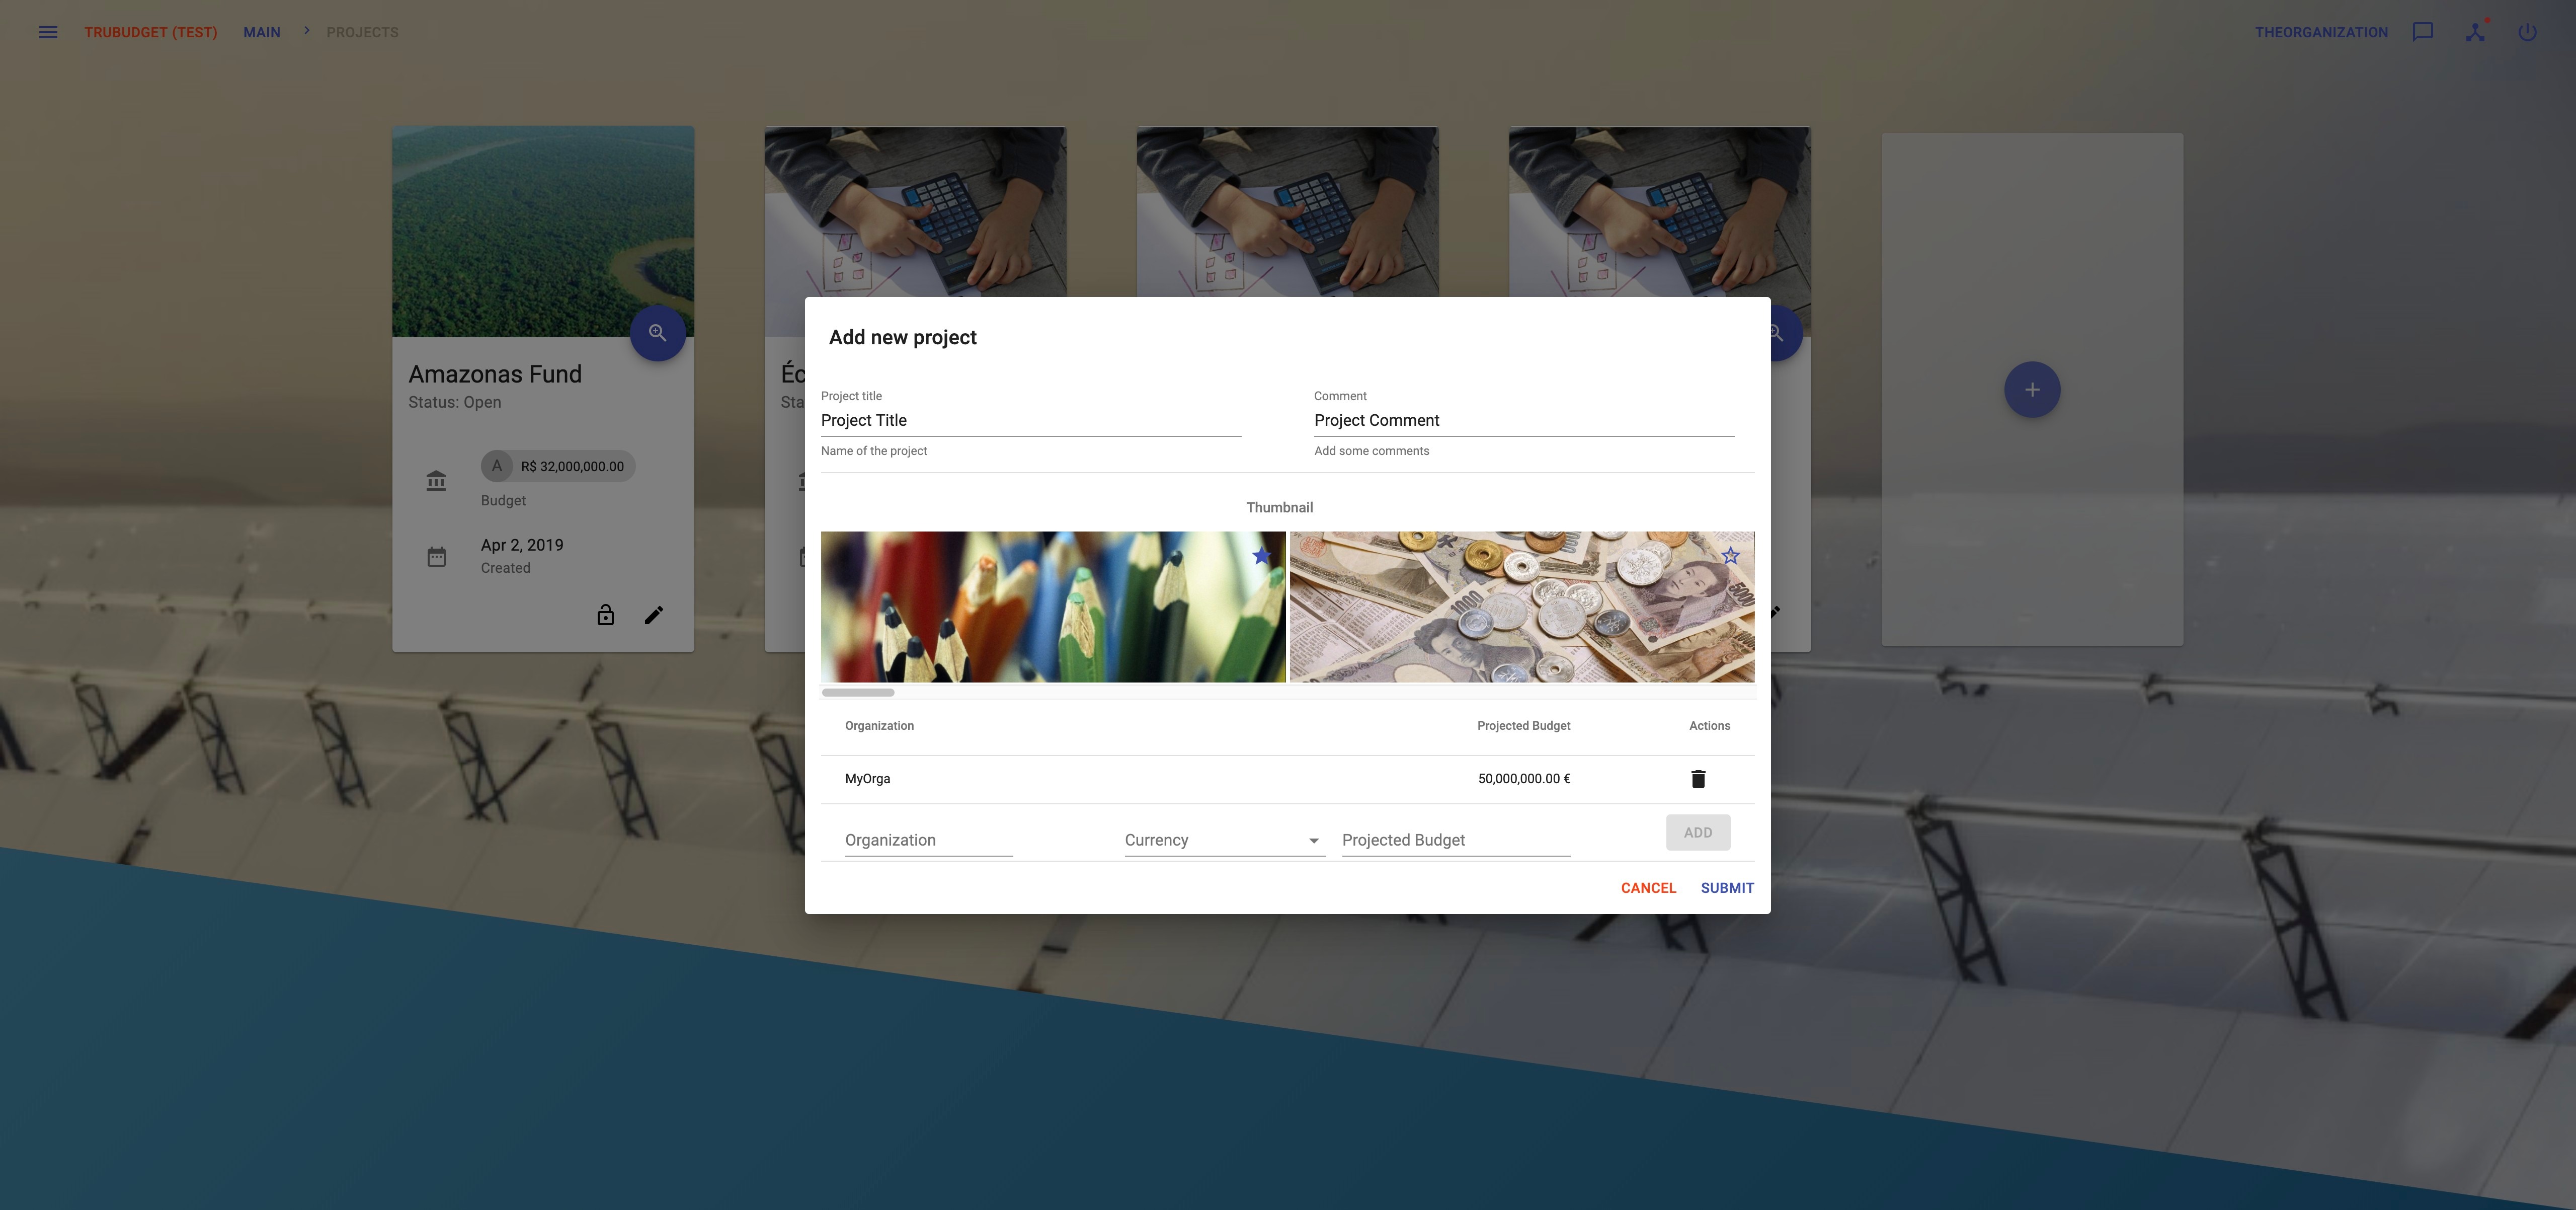 TRUBUDGET (TEST) MAIN > PROJECTS
THEORGANIZATION
Amazonas Fund
Status: Open
A R$ 32,000,000.00
Budget
Apr 2, 2019
Created
Éc
Sta
Add new project
Project title
Project Title
Name of the project
Comment
Project Comment
Add some comments
Thumbnail
1000
5000
Organization Projected Budget Actions
MyOrga 50,000,000.00 €
Organization Currency Projected Budget ADD
CANCEL SUBMIT